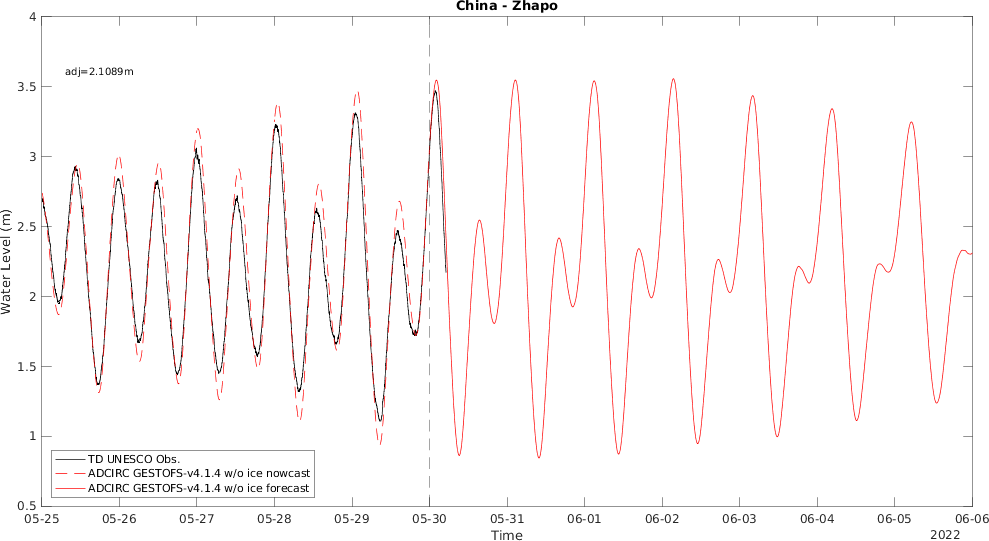 China - Zhapo
adj=2.1089m
Water Level (m)
4
3.5
3
2.5
2
1.5
1
0.5
TD UNESCO Obs.
ADCIRC GESTOFS-v4.1.4 w/o ice nowcast
ADCIRC GESTOFS-v4.1.4 w/o ice forecast
05-25 05-26 05-27 05-28 05-29 05-30 05-31 06-01 06-02 06-03 06-04 06-05 06-06
Time
2022